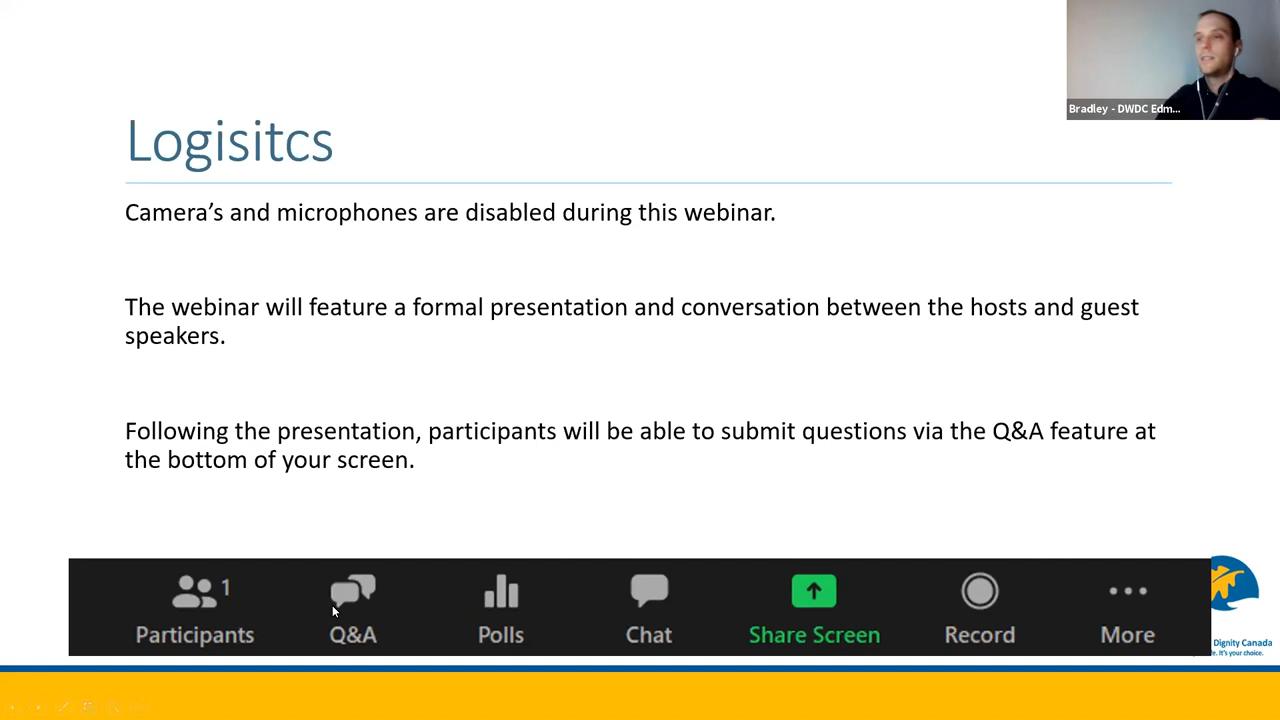 Bradley - DWDC Edm...
Logisitcs
Camera’s and microphones are disabled during this webinar.
The webinar will feature a formal presentation and conversation between the hosts and guest
speakers.
Following the presentation, participants will be able to submit questions via the Q&A feature at
the bottom of your screen.
1
Participants
Q&A
Polls
Chat
Share Screen
Record
More
Dignity Canada
It's your choice.